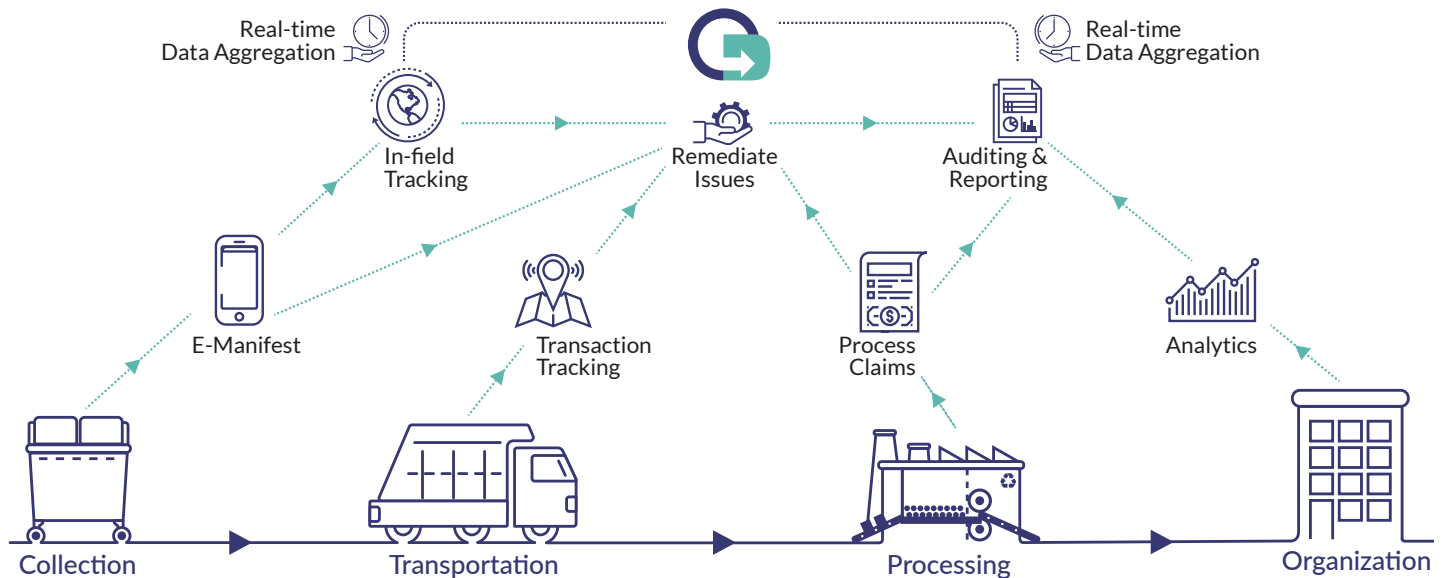 Real-time
Data Aggregation
Real-time
Data Aggregation
In-field
Tracking
Remediate
Issues
Auditing &
Reporting
E-Manifest
Transaction
Tracking
Process
Claims
$
Analytics
Collection
Transportation
Processing
Organization